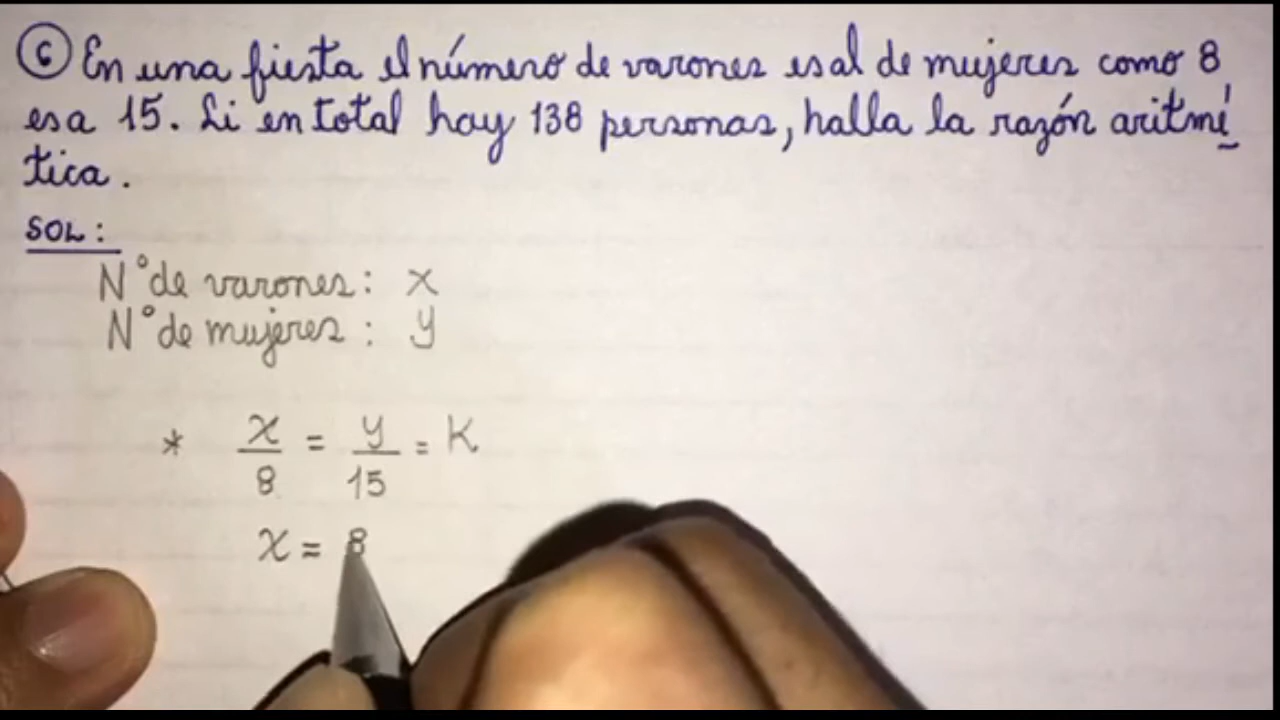 6 En una fiesta el número de varones es al de mujeres como 8
es a 15. Si en total hay 138 personas, halla la razón aritmé
tica.
SOL:
N° de varones: x
N° de mujeres: y
* x/8 = y/15 = K
x = 8